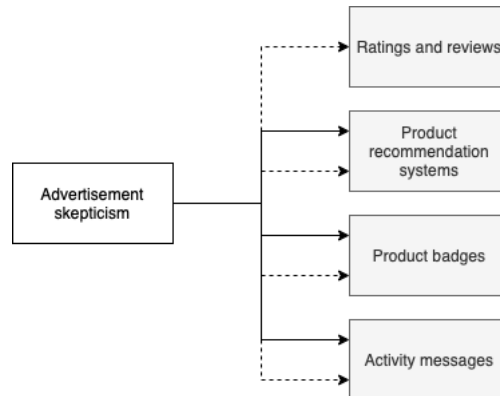 Ratings and reviews
Product
recommendation
systems
Advertisement
skepticism
Product badges
Activity messages